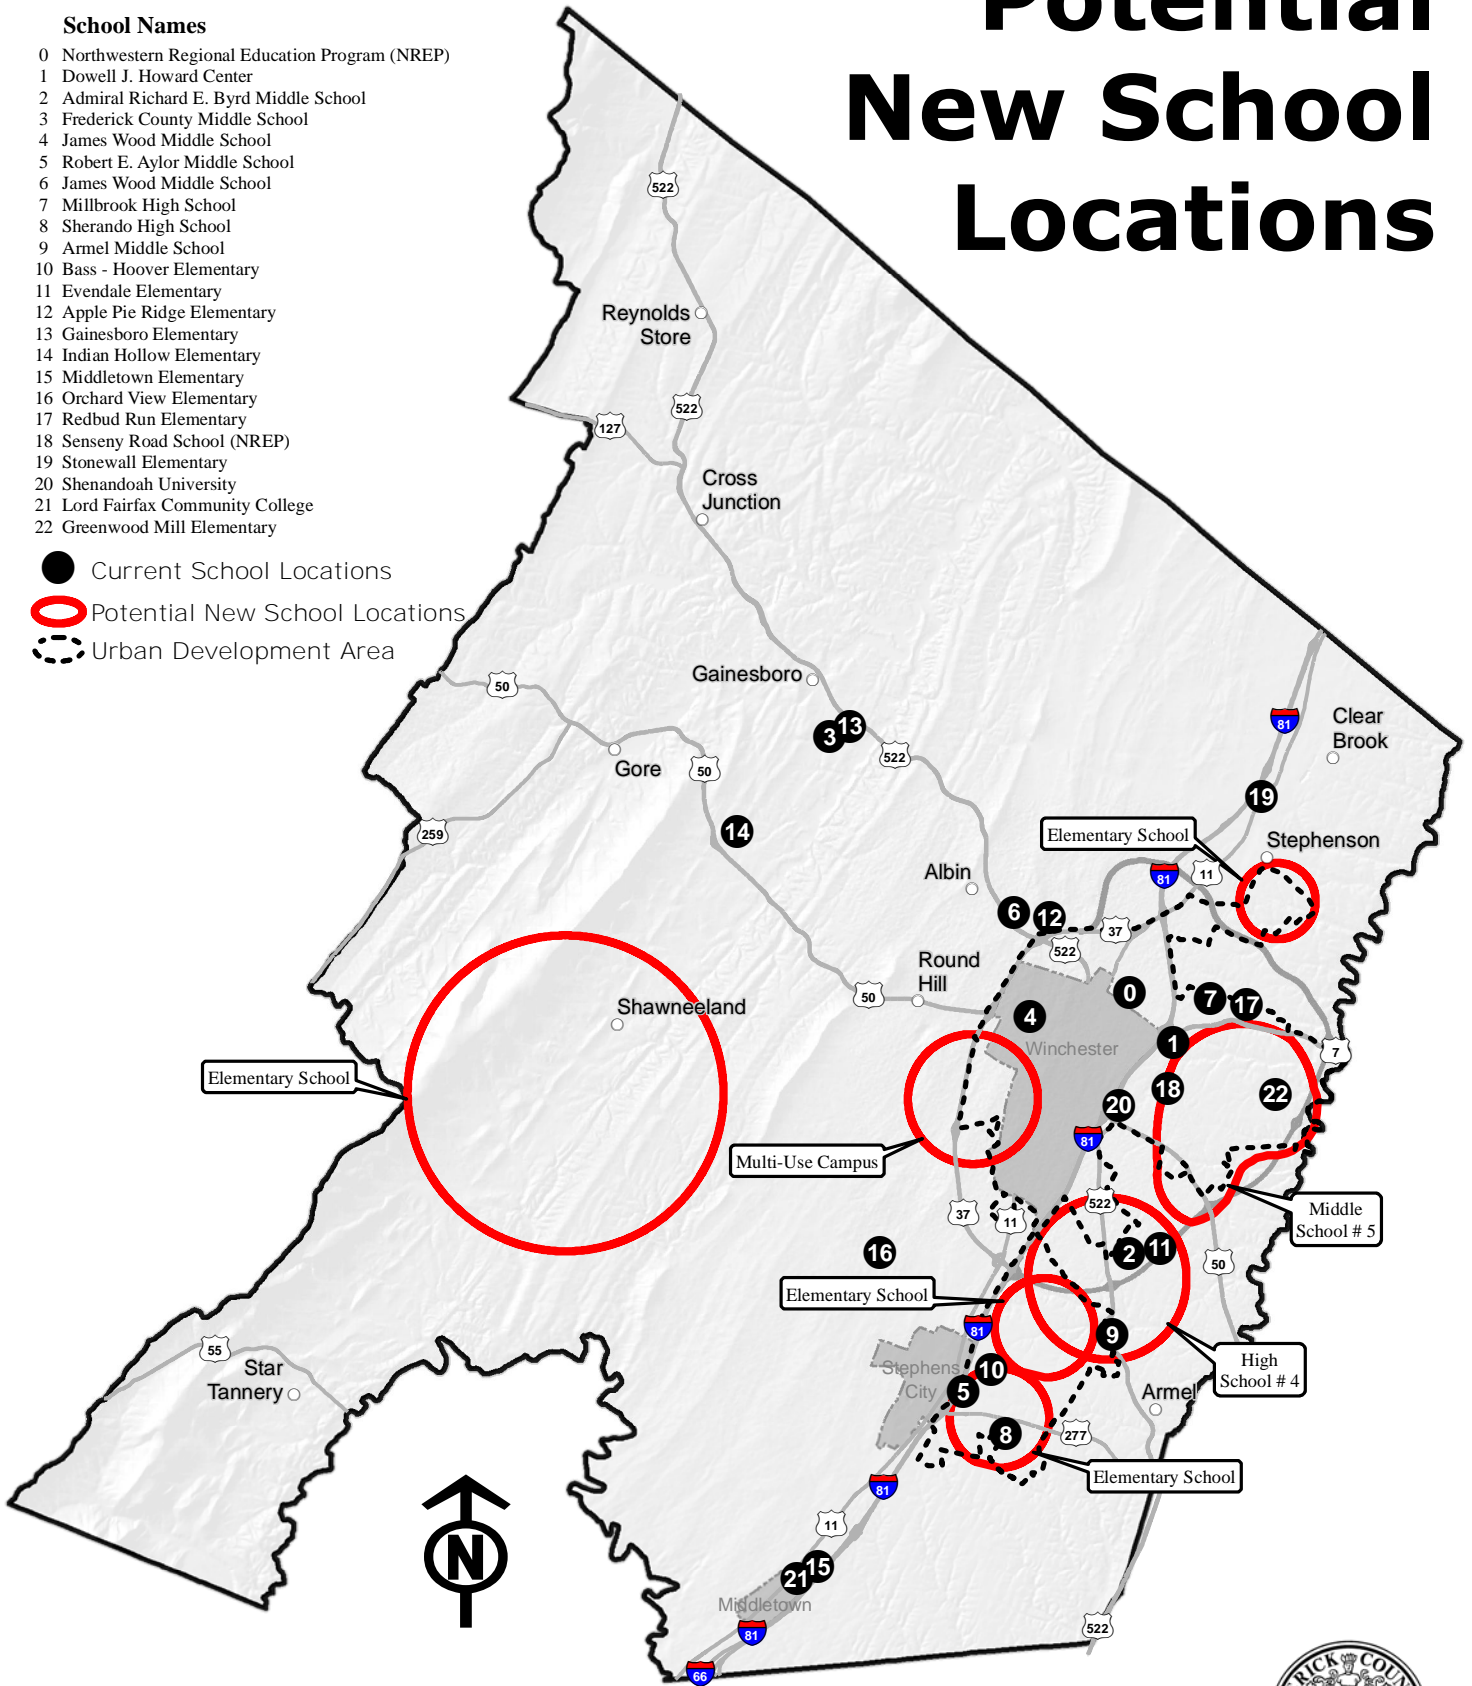 Potential
New School
Locations
School Names
0 Northwestern Regional Education Program (NREP)
1 Dowell J. Howard Center
2 Admiral Richard E. Byrd Middle School
3 Frederick County Middle School
4 James Wood Middle School
5 Robert E. Aylor Middle School
6 James Wood Middle School
7 Millbrook High School
8 Sherando High School
9 Armel Middle School
10 Bass - Hoover Elementary
11 Evendale Elementary
12 Apple Pie Ridge Elementary
13 Gainesboro Elementary
14 Indian Hollow Elementary
15 Middletown Elementary
16 Orchard View Elementary
17 Redbud Run Elementary
18 Senseny Road School (NREP)
19 Stonewall Elementary
20 Shenandoah University
21 Lord Fairfax Community College
22 Greenwood Mill Elementary
Current School Locations
Potential New School Locations
Urban Development Area
522
Reynolds
Store
522
127
Cross
Junction
50
Gainesboro
3
13
522
81
Clear
Brook
Gore
50
259
14
19
Elementary School
Stephenson
Albin
81
11
6
12
37
522
Round
Hill
50
0
7
17
4
Shawneeland
Winchester
1
7
Elementary School
18
22
20
81
Multi-Use Campus
522
37
11
Middle
School # 5
16
2
11
50
Elementary School
81
9
55
Star
Tannery
Stephens
City
10
High
School # 4
5
Armel
8
277
Elementary School
81
11
N
15
21
Middletown
81
522
66
RICK COUN